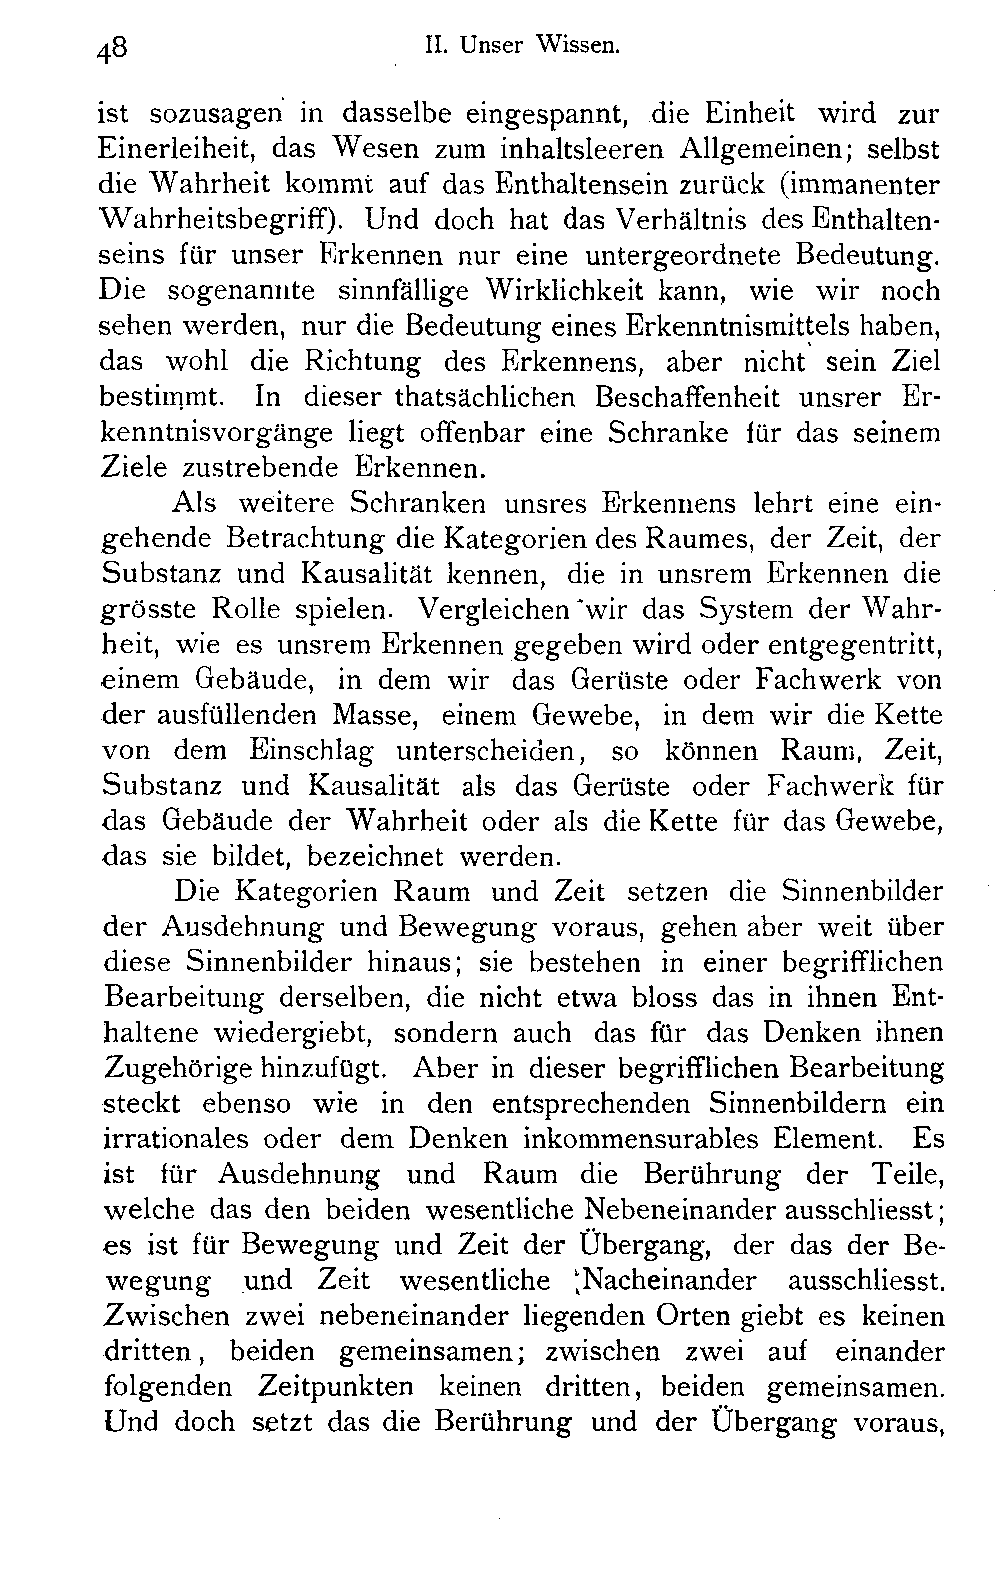 48
II. Unser Wissen.
ist sozusagen in dasselbe eingespannt, die Einheit wird zur
Einerleiheit, das Wesen zum inhaltsleeren Allgemeinen; selbst
die Wahrheit kommt auf das Enthaltensein zurück (immanenter
Wahrheitsbegriff). Und doch hat das Verhältnis des Enthalten-
seins für unser Erkennen nur eine untergeordnete Bedeutung.
Die sogenannte sinnfällige Wirklichkeit kann, wie wir noch
sehen werden, nur die Bedeutung eines Erkenntnismittels haben,
das wohl die Richtung des Erkennens, aber nicht sein Ziel
bestimmt. In dieser thatsächlichen Beschaffenheit unsrer Er-
kenntnisvorgänge liegt offenbar eine Schranke für das seinem
Ziele zustrebende Erkennen.
Als weitere Schranken unsres Erkennens lehrt eine ein-
gehende Betrachtung die Kategorien des Raumes, der Zeit, der
Substanz und Kausalität kennen, die in unsrem Erkennen die
grösste Rolle spielen. Vergleichen wir das System der Wahr-
heit, wie es unsrem Erkennen gegeben wird oder entgegentritt,
einem Gebäude, in dem wir das Gerüste oder Fachwerk von
der ausfüllenden Masse, einem Gewebe, in dem wir die Kette
von dem Einschlag unterscheiden, so können Raum, Zeit,
Substanz und Kausalität als das Gerüste oder Fachwerk für
das Gebäude der Wahrheit oder als die Kette für das Gewebe,
das sie bildet, bezeichnet werden.
Die Kategorien Raum und Zeit setzen die Sinnenbilder
der Ausdehnung und Bewegung voraus, gehen aber weit über
diese Sinnenbilder hinaus; sie bestehen in einer begrifflichen
Bearbeitung derselben, die nicht etwa bloss das in ihnen Ent-
haltene wiedergiebt, sondern auch das für das Denken ihnen
Zugehörige hinzufügt. Aber in dieser begrifflichen Bearbeitung
steckt ebenso wie in den entsprechenden Sinnenbildern ein
irrationales oder dem Denken inkommensurables Element. Es
ist für Ausdehnung und Raum die Berührung der Teile,
welche das den beiden wesentliche Nebeneinander ausschliesst;
es ist für Bewegung und Zeit der Übergang, der das der Be-
wegung und Zeit wesentliche Nacheinander ausschliesst.
Zwischen zwei nebeneinander liegenden Orten giebt es keinen
dritten, beiden gemeinsamen; zwischen zwei auf einander
folgenden Zeitpunkten keinen dritten, beiden gemeinsamen.
Und doch setzt das die Berührung und der Übergang voraus,